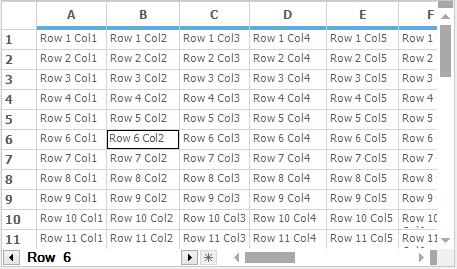 A B C D E F
1 Row 1 Col1 Row 1 Col2 Row 1 Col3 Row 1 Col4 Row 1 Col5 Row 1
2 Row 2 Col1 Row 2 Col2 Row 2 Col3 Row 2 Col4 Row 2 Col5 Row 2
3 Row 3 Col1 Row 3 Col2 Row 3 Col3 Row 3 Col4 Row 3 Col5 Row 3
4 Row 4 Col1 Row 4 Col2 Row 4 Col3 Row 4 Col4 Row 4 Col5 Row 4
5 Row 5 Col1 Row 5 Col2 Row 5 Col3 Row 5 Col4 Row 5 Col5 Row 5
6 Row 6 Col1 Row 6 Col2 Row 6 Col3 Row 6 Col4 Row 6 Col5 Row 6
7 Row 7 Col1 Row 7 Col2 Row 7 Col3 Row 7 Col4 Row 7 Col5 Row 7
8 Row 8 Col1 Row 8 Col2 Row 8 Col3 Row 8 Col4 Row 8 Col5 Row 8
9 Row 9 Col1 Row 9 Col2 Row 9 Col3 Row 9 Col4 Row 9 Col5 Row 9
10 Row 10 Col1 Row 10 Col2 Row 10 Col3 Row 10 Col4 Row 10 Col5 Row 10
11 Row 11 Col1 Row 11 Col2 Row 11 Col3 Row 11 Col4 Row 11 Col5 Row 11
Row 6